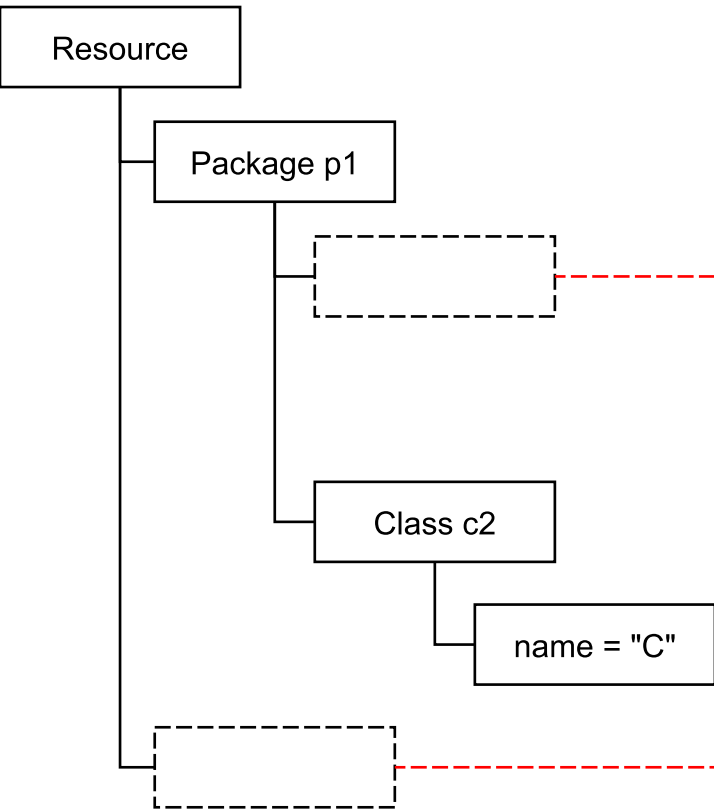 Resource
Package p1
Class c2
name = "C"